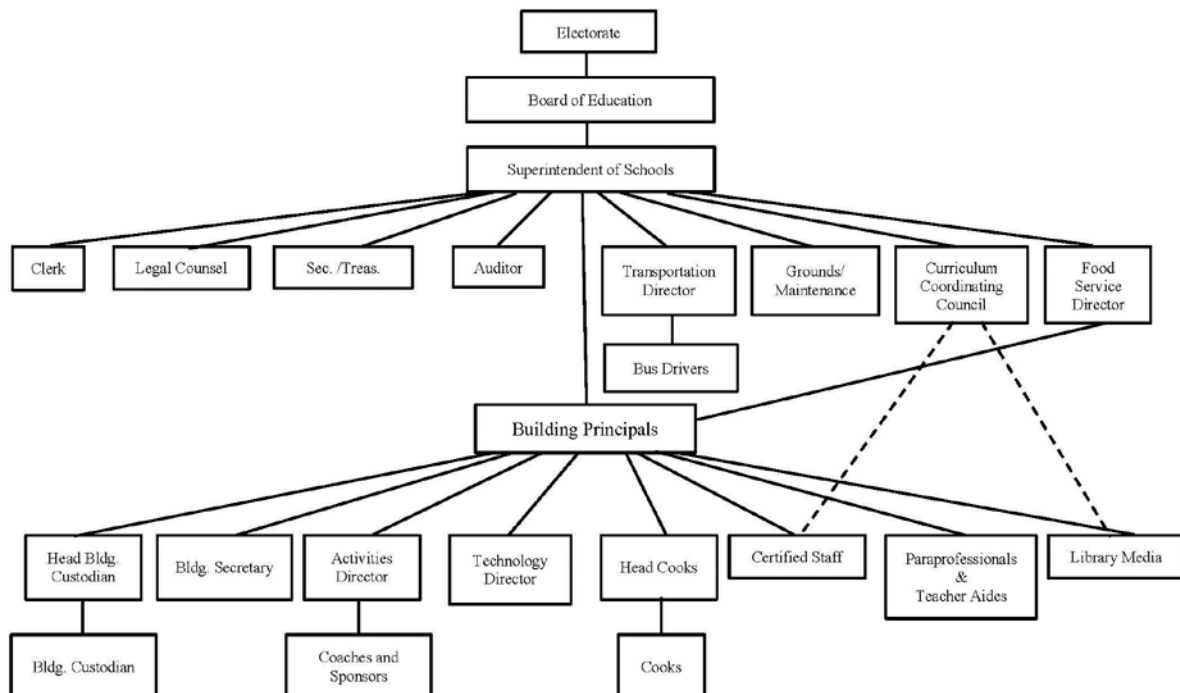 Electorate
Board of Education
Superintendent of Schools
Clerk
Legal Counsel
Sec. /Treas.
Auditor
Transportation
Director
Grounds/
Maintenance
Curriculum
Coordinating
Council
Food
Service
Director
Bus Drivers
Building Principals
Head Bldg.
Custodian
Bldg. Secretary
Activities
Director
Technology
Director
Head Cooks
Certified Staff
Paraprofessionals
&
Teacher Aides
Library Media
Bldg. Custodian
Coaches and
Sponsors
Cooks